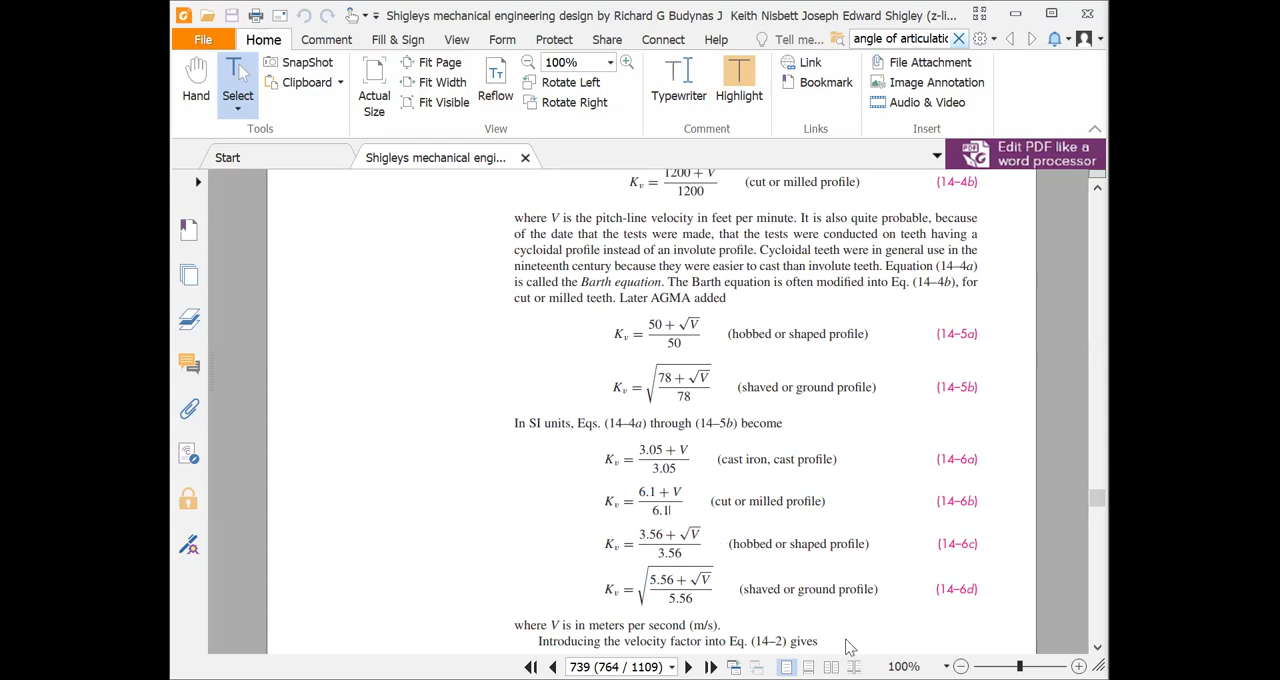 Shigleys mechanical engineering design by Richard G Budynas J Keith Nisbett Joseph Edward Shigley (z-li...
File Home Comment Fill & Sign View Form Protect Share Connect Help Tell me... angle of articulatic
Hand
Select
SnapShot
Clipboard
Tools
Actual Size
Fit Page
Fit Width
Fit Visible
Reflow
100%
Rotate Left
Rotate Right
View
Typewriter
Highlight
Comment
Link
Bookmark
Links
File Attachment
Image Annotation
Audio & Video
Insert
Start
Shigleys mechanical engi...
PDF
Edit PDF like a
word processor
Kv = 1200 + V / 1200 (cut or milled profile) (14–4b)
where V is the pitch-line velocity in feet per minute. It is also quite probable, because
of the date that the tests were made, that the tests were conducted on teeth having a
cycloidal profile instead of an involute profile. Cycloidal teeth were in general use in the
nineteenth century because they were easier to cast than involute teeth. Equation (14–4a)
is called the Barth equation. The Barth equation is often modified into Eq. (14–4b), for
cut or milled teeth. Later AGMA added
Kv = 50 + √V / 50 (hobbed or shaped profile) (14–5a)
Kv = √(78 + √V / 78) (shaved or ground profile) (14–5b)
In SI units, Eqs. (14–4a) through (14–5b) become
Kv = 3.05 + V / 3.05 (cast iron, cast profile) (14–6a)
Kv = 6.1 + V / 6.1 (cut or milled profile) (14–6b)
Kv = 3.56 + √V / 3.56 (hobbed or shaped profile) (14–6c)
Kv = √(5.56 + √V / 5.56) (shaved or ground profile) (14–6d)
where V is in meters per second (m/s).
Introducing the velocity factor into Eq. (14–2) gives
739 (764 / 1109)
100%